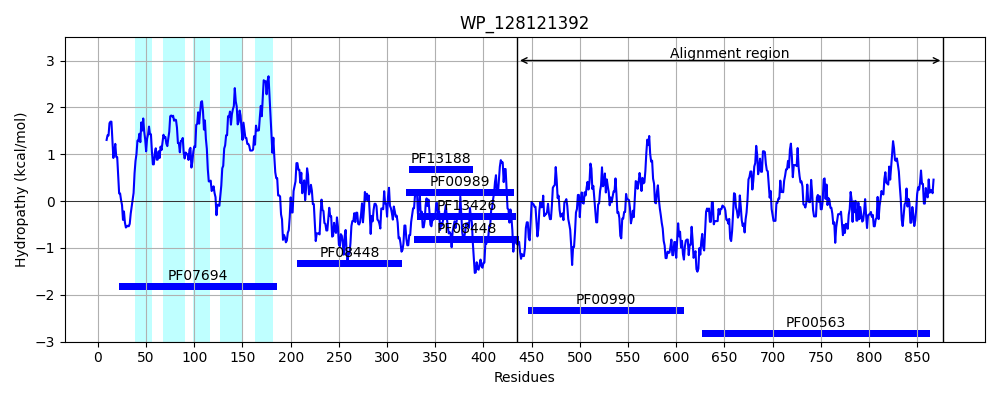 WP_128121392
Alignment region
PF13188
PF00989
PF13426
PF08448
PF08448
PF07694
PF00990
PF00563
Hydropathy (kcal/mol)
3
2
1
0
−1
−2
−3
0 50 100 150 200 250 300 350 400 450 500 550 600 650 700 750 800 850
Residues